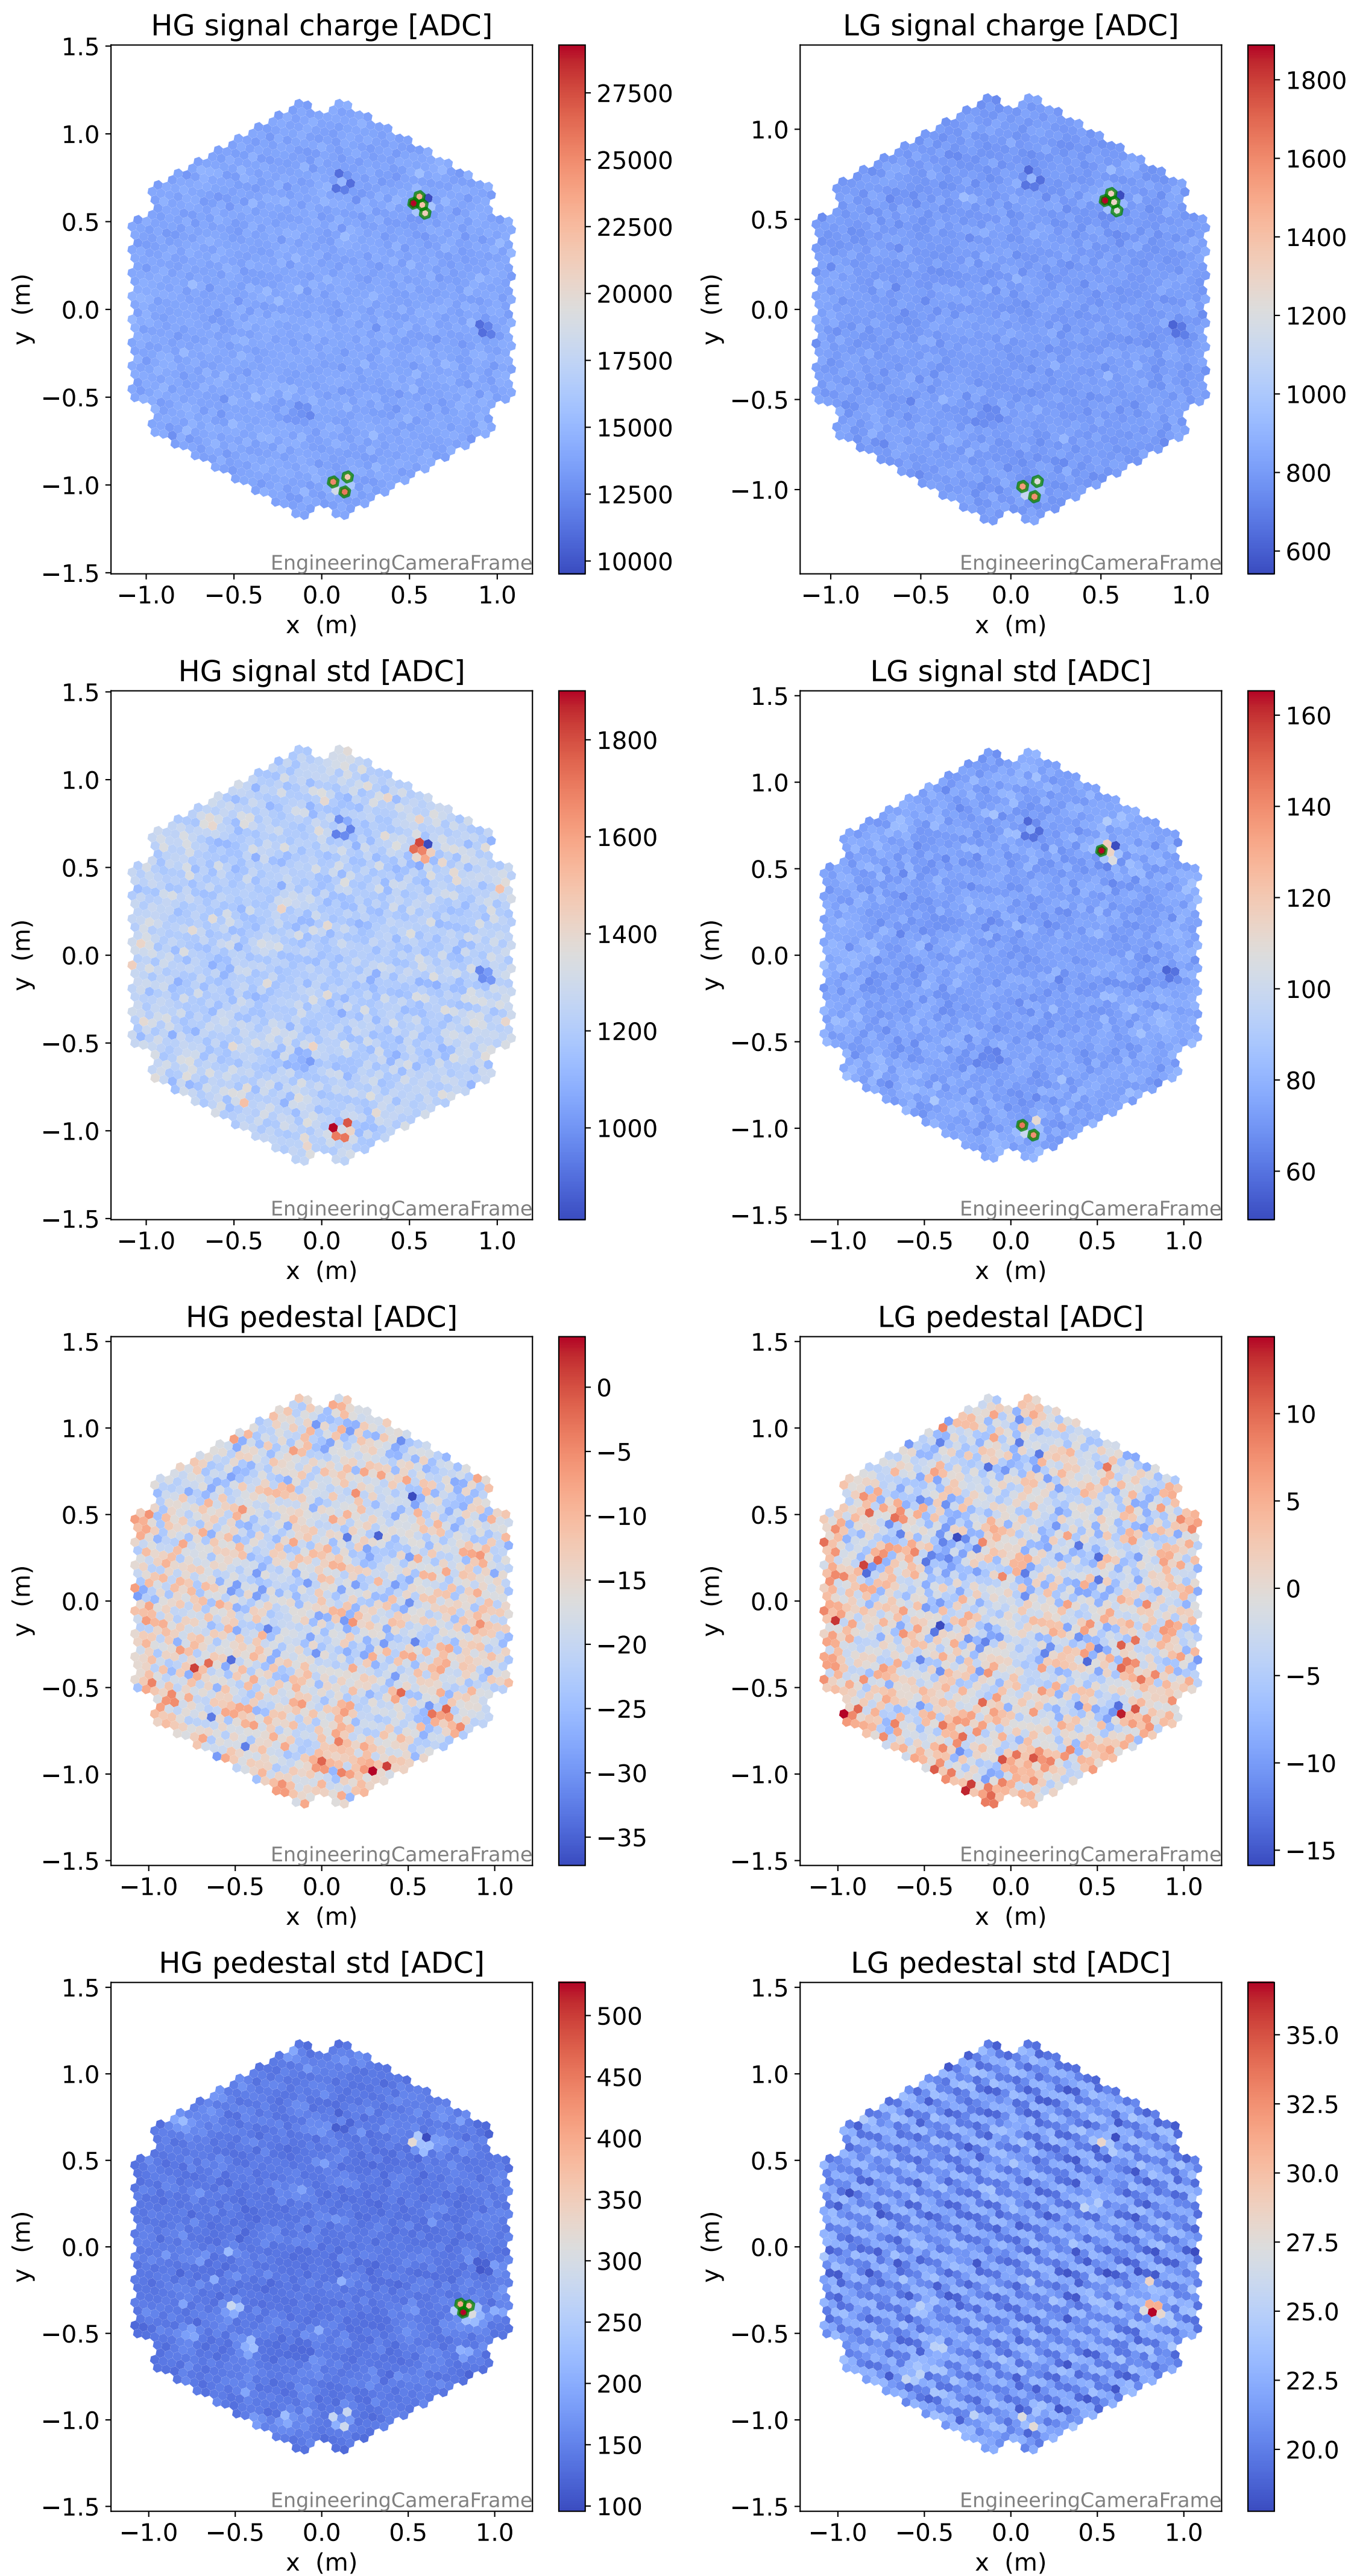 HG signal charge [ADC]
1.5
1.0
0.5
0.0
−0.5
−1.0
−1.5
y (m)
−1.0 −0.5 0.0 0.5 1.0
x (m)
EngineeringCameraFrame
27500
25000
22500
20000
17500
15000
12500
10000
LG signal charge [ADC]
1.0
0.5
0.0
−0.5
−1.0
y (m)
−1.0 −0.5 0.0 0.5 1.0
x (m)
EngineeringCameraFrame
1800
1600
1400
1200
1000
800
600
HG signal std [ADC]
1.5
1.0
0.5
0.0
−0.5
−1.0
−1.5
y (m)
−1.0 −0.5 0.0 0.5 1.0
x (m)
EngineeringCameraFrame
1800
1600
1400
1200
1000
LG signal std [ADC]
1.5
1.0
0.5
0.0
−0.5
−1.0
−1.5
y (m)
−1.0 −0.5 0.0 0.5 1.0
x (m)
EngineeringCameraFrame
160
140
120
100
80
60
HG pedestal [ADC]
1.5
1.0
0.5
0.0
−0.5
−1.0
−1.5
y (m)
−1.0 −0.5 0.0 0.5 1.0
x (m)
EngineeringCameraFrame
0
−5
−10
−15
−20
−25
−30
−35
LG pedestal [ADC]
1.5
1.0
0.5
0.0
−0.5
−1.0
−1.5
y (m)
−1.0 −0.5 0.0 0.5 1.0
x (m)
EngineeringCameraFrame
10
5
0
−5
−10
−15
HG pedestal std [ADC]
1.5
1.0
0.5
0.0
−0.5
−1.0
−1.5
y (m)
−1.0 −0.5 0.0 0.5 1.0
x (m)
EngineeringCameraFrame
500
450
400
350
300
250
200
150
100
LG pedestal std [ADC]
1.5
1.0
0.5
0.0
−0.5
−1.0
−1.5
y (m)
−1.0 −0.5 0.0 0.5 1.0
x (m)
EngineeringCameraFrame
35.0
32.5
30.0
27.5
25.0
22.5
20.0